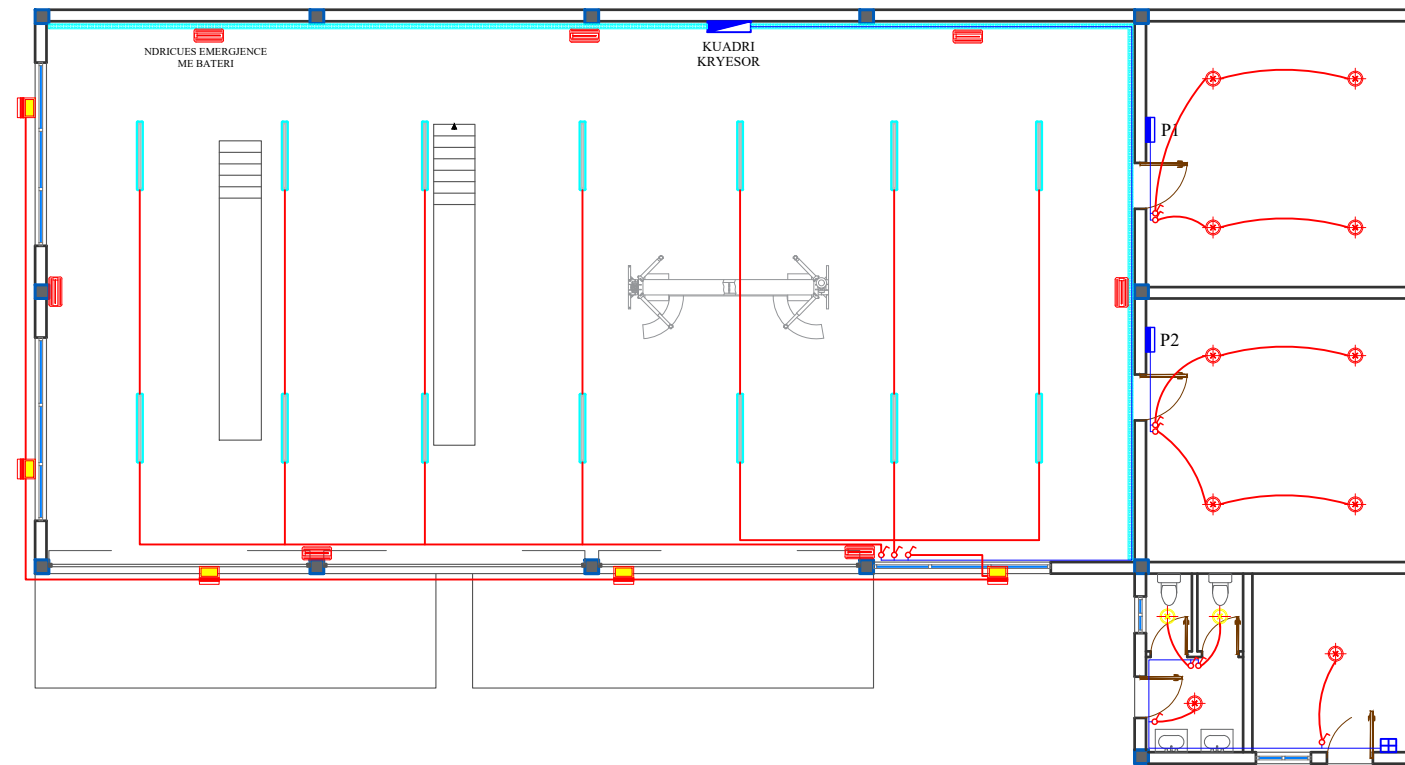 NDRICUES EMERGJENCE
ME BATERI
KUADRI
KRYESOR
P1
P2